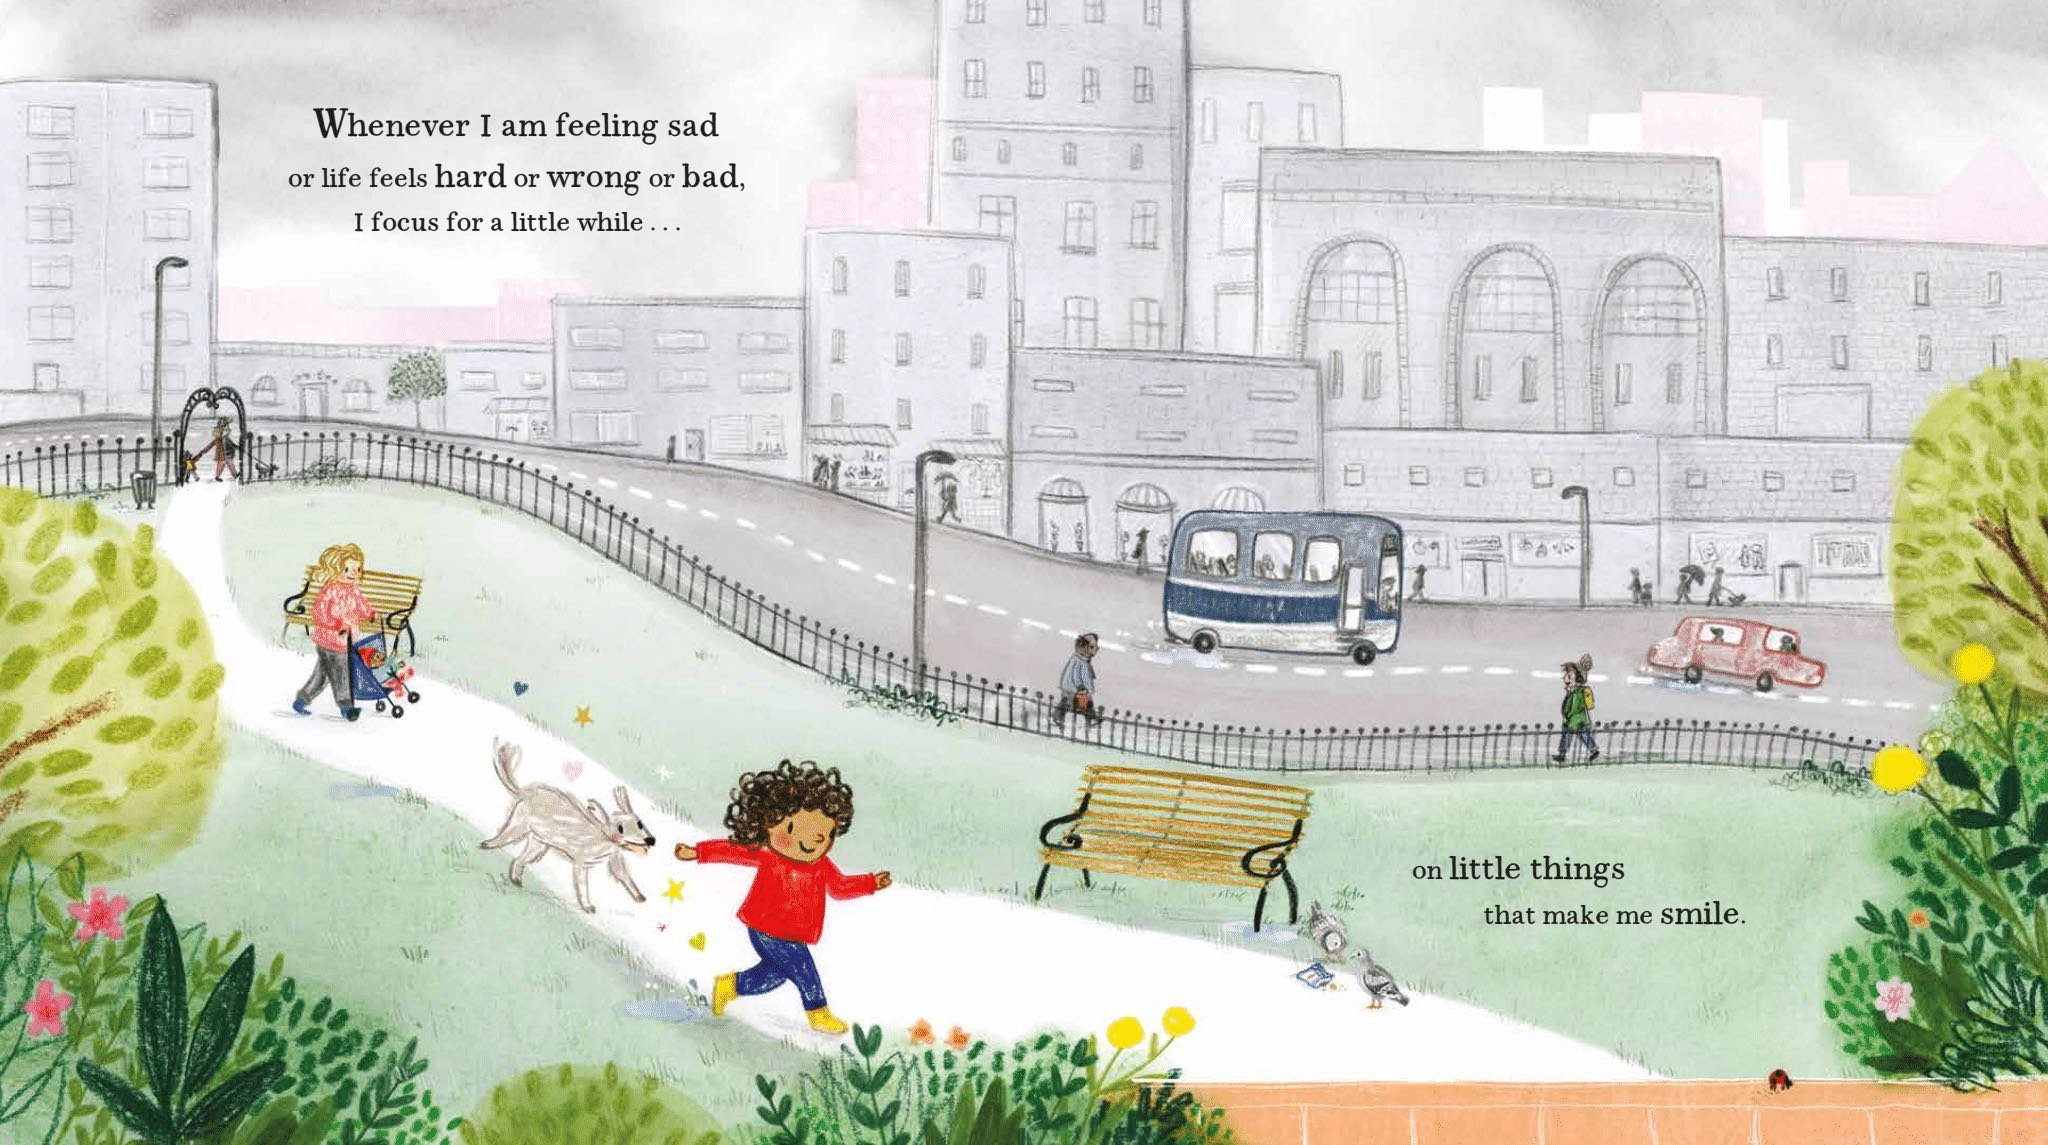 Whenever I am feeling sad
or life feels hard or wrong or bad,
I focus for a little while . . .
on little things
that make me smile.